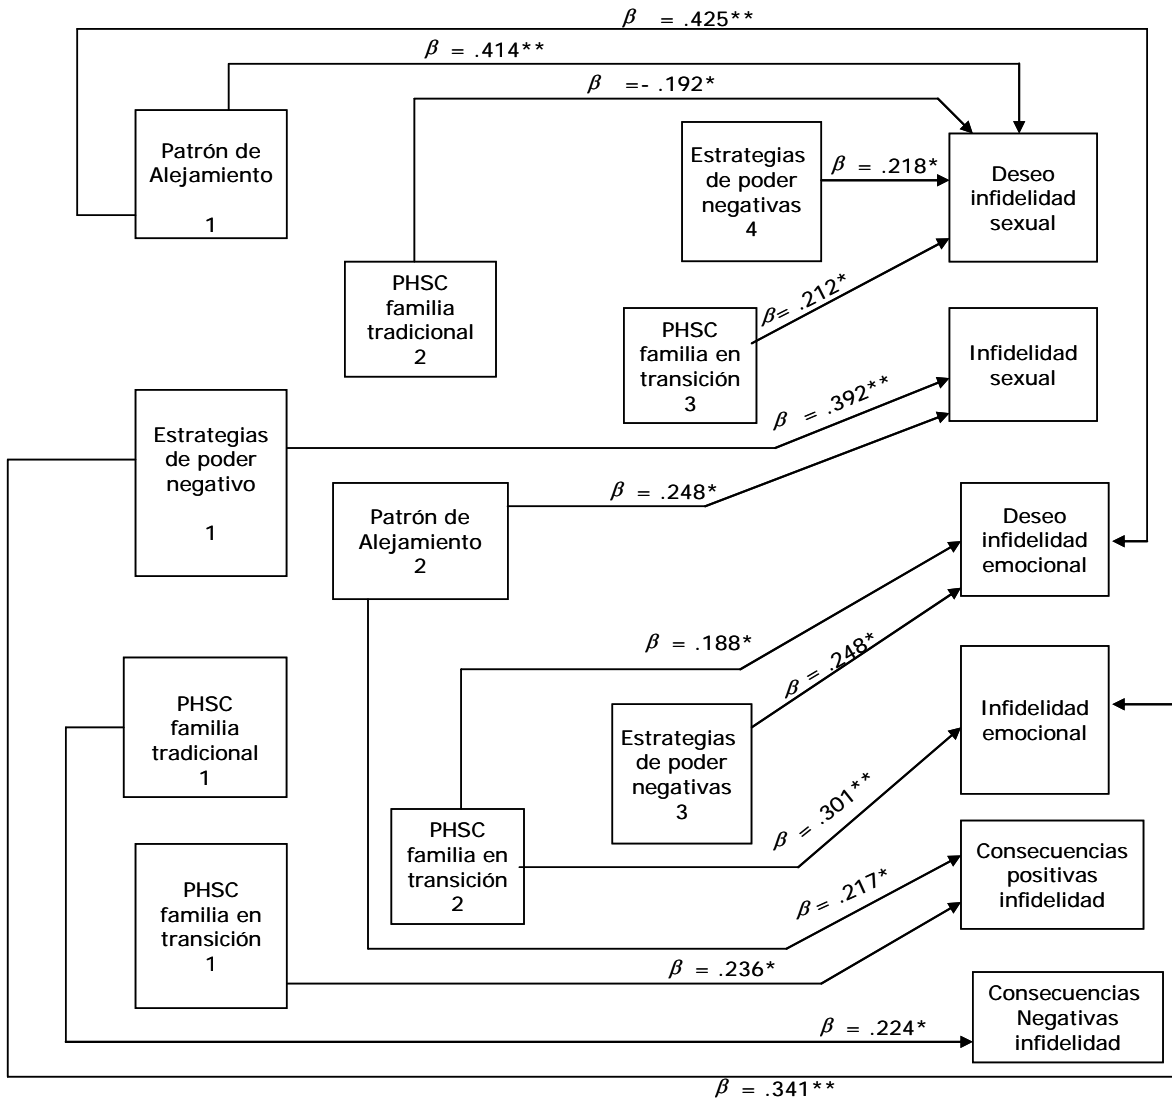 β = .425**
β = .414**
β =- .192*
Patrón de
Alejamiento
1
Estrategias
de poder
negativas
4
β = .218*
Deseo
infidelidad
sexual
PHSC
familia
tradicional
2
β= .212*
PHSC
familia en
transición
3
Infidelidad
sexual
β = .392**
Estrategias
de poder
negativo
1
β = .248*
Patrón de
Alejamiento
2
Deseo
infidelidad
emocional
β = .188*
β = .248*
PHSC
familia
tradicional
1
Estrategias
de poder
negativas
3
Infidelidad
emocional
β = .301**
PHSC
familia en
transición
2
PHSC
familia en
transición
1
β = .217*
Consecuencias
positivas
infidelidad
β = .236*
Consecuencias
Negativas
infidelidad
β = .224*
β = .341**